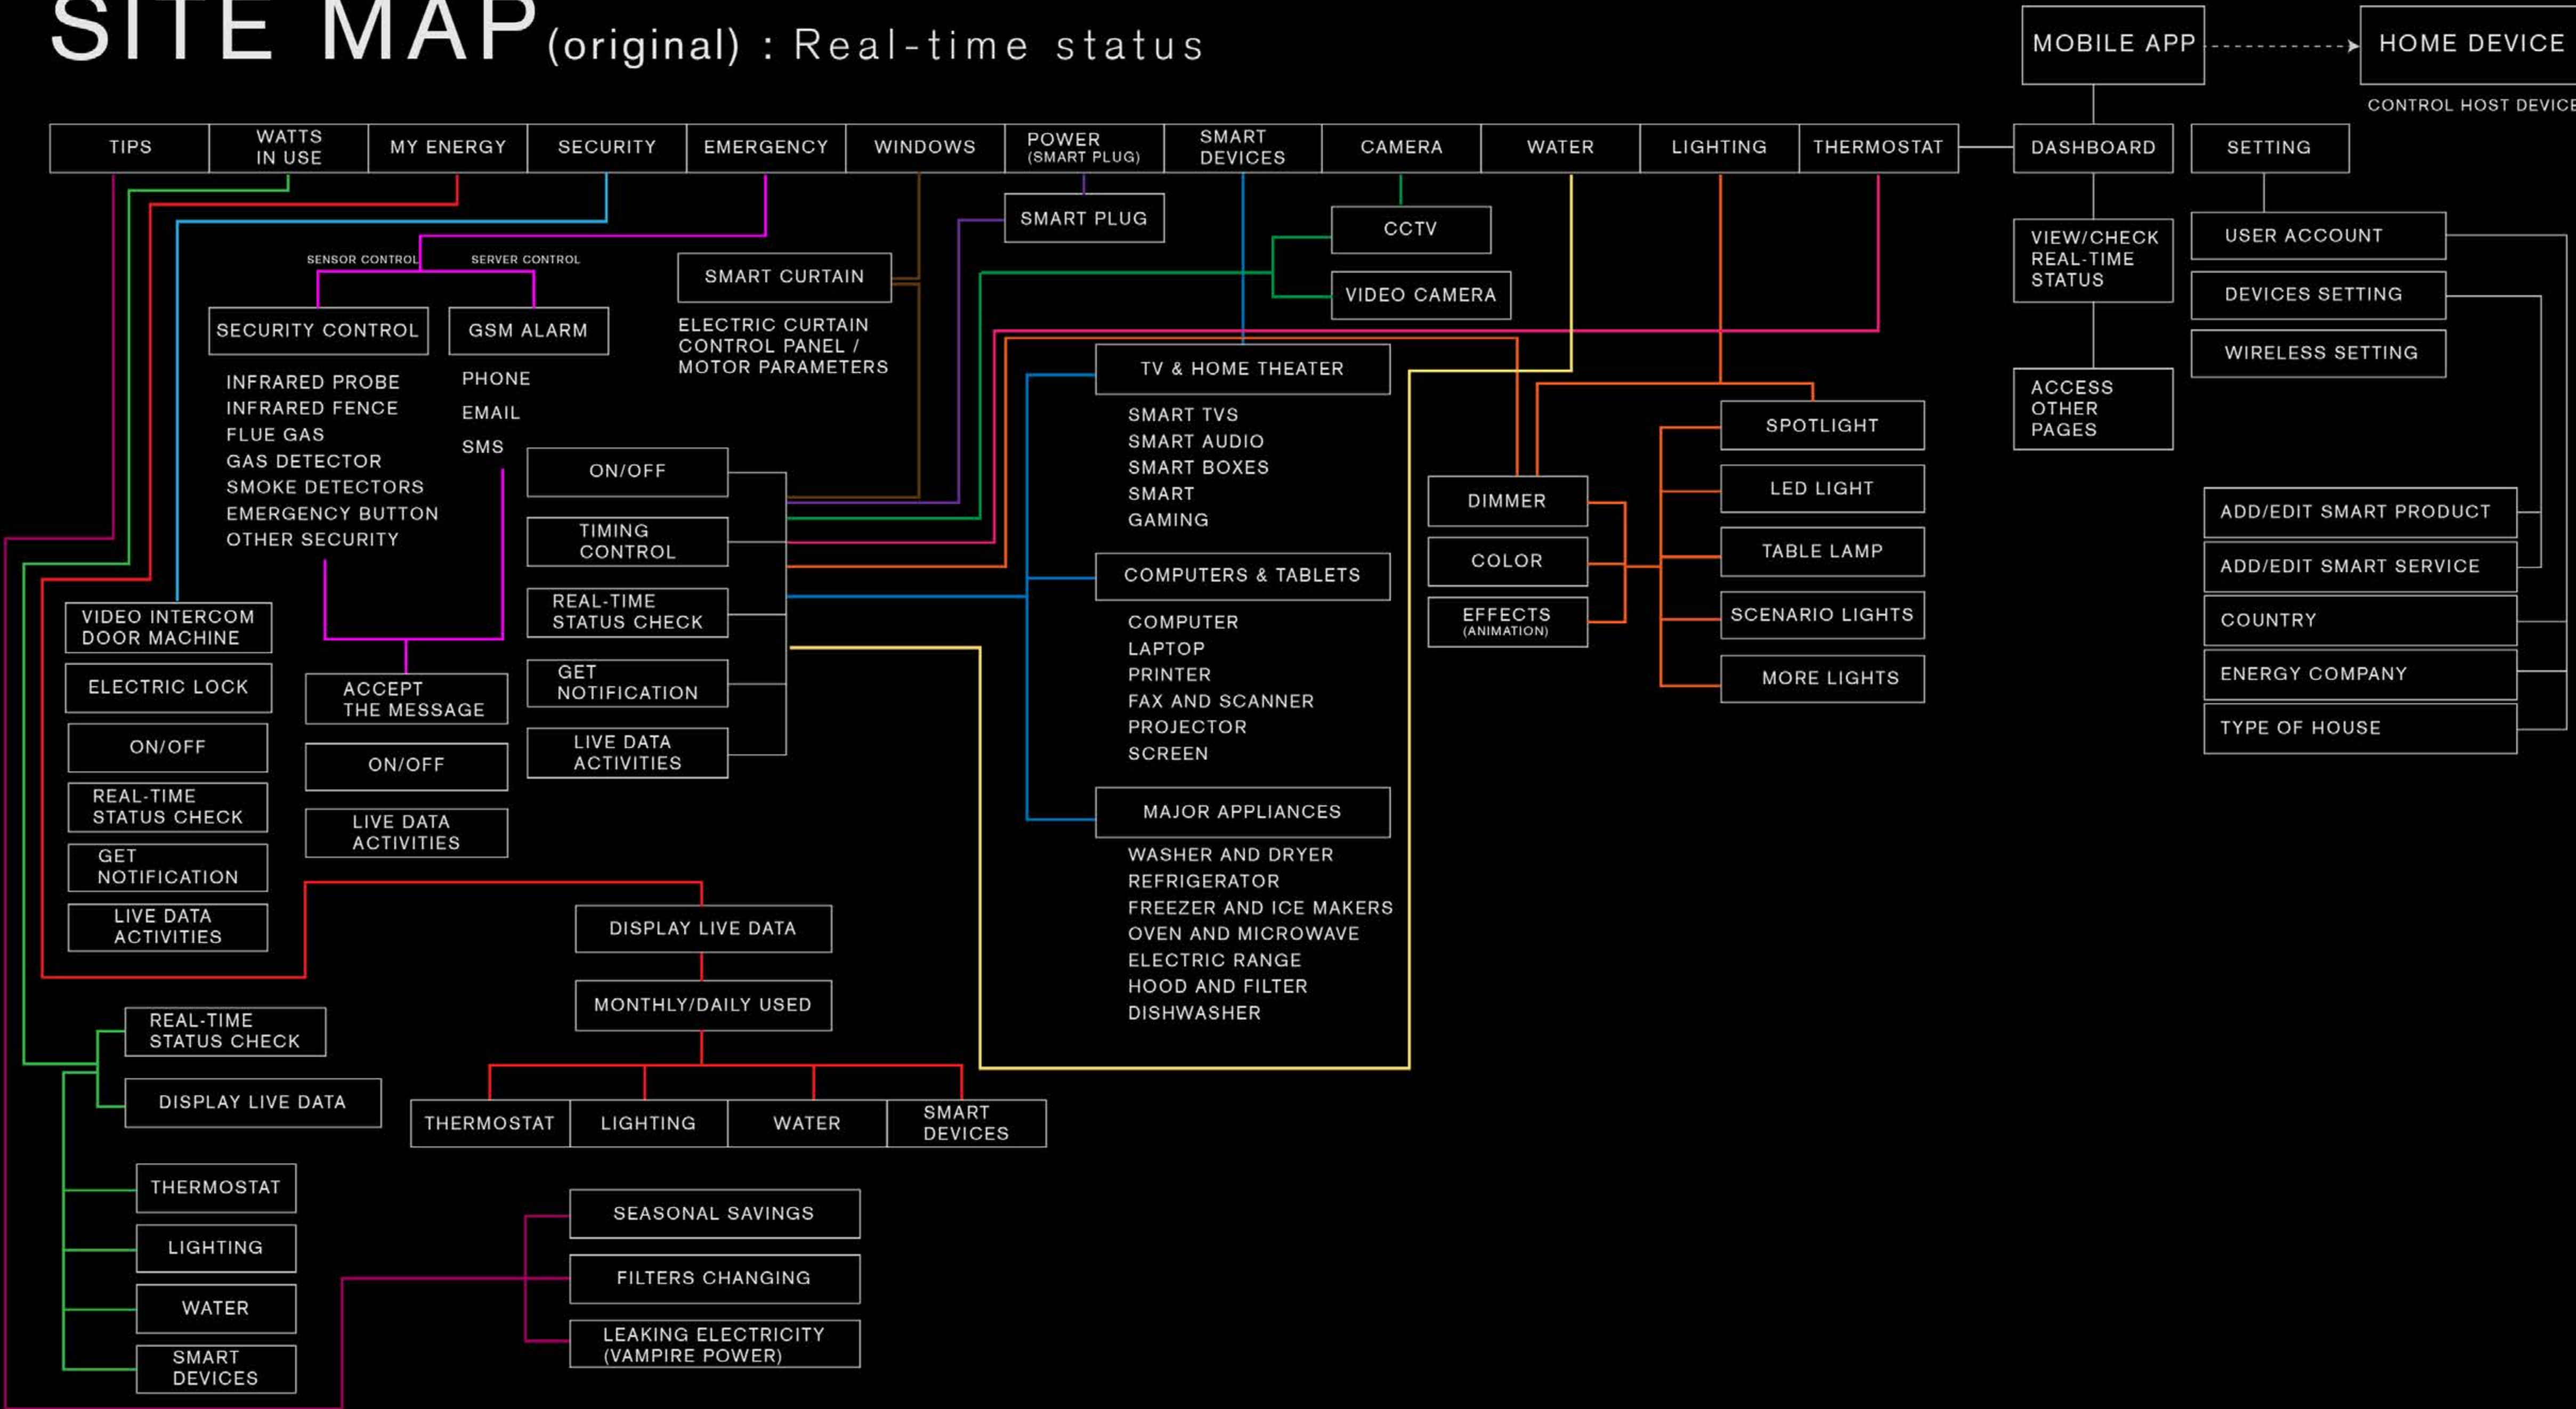 SITE MAP (original) : Real-time status
MOBILE APP
HOME DEVICE
CONTROL HOST DEVICE
TIPS
WATTS
IN USE
MY ENERGY
SECURITY
EMERGENCY
WINDOWS
POWER
(SMART PLUG)
SMART
DEVICES
CAMERA
WATER
LIGHTING
THERMOSTAT
DASHBOARD
SETTING
SMART PLUG
CCTV
VIDEO CAMERA
VIEW/CHECK
REAL-TIME
STATUS
ACCESS
OTHER
PAGES
USER ACCOUNT
DEVICES SETTING
WIRELESS SETTING
ADD/EDIT SMART PRODUCT
ADD/EDIT SMART SERVICE
COUNTRY
ENERGY COMPANY
TYPE OF HOUSE
SENSOR CONTROL
SERVER CONTROL
SECURITY CONTROL
INFRARED PROBE
INFRARED FENCE
FLUE GAS
GAS DETECTOR
SMOKE DETECTORS
EMERGENCY BUTTON
OTHER SECURITY
GSM ALARM
PHONE
EMAIL
SMS
SMART CURTAIN
ELECTRIC CURTAIN
CONTROL PANEL /
MOTOR PARAMETERS
ON/OFF
TIMING
CONTROL
REAL-TIME
STATUS CHECK
GET
NOTIFICATION
LIVE DATA
ACTIVITIES
TV & HOME THEATER
SMART TVS
SMART AUDIO
SMART BOXES
SMART
GAMING
COMPUTERS & TABLETS
COMPUTER
LAPTOP
PRINTER
FAX AND SCANNER
PROJECTOR
SCREEN
MAJOR APPLIANCES
WASHER AND DRYER
REFRIGERATOR
FREEZER AND ICE MAKERS
OVEN AND MICROWAVE
ELECTRIC RANGE
HOOD AND FILTER
DISHWASHER
DIMMER
COLOR
EFFECTS
(ANIMATION)
SPOTLIGHT
LED LIGHT
TABLE LAMP
SCENARIO LIGHTS
MORE LIGHTS
VIDEO INTERCOM
DOOR MACHINE
ELECTRIC LOCK
ON/OFF
REAL-TIME
STATUS CHECK
GET
NOTIFICATION
LIVE DATA
ACTIVITIES
ACCEPT
THE MESSAGE
ON/OFF
LIVE DATA
ACTIVITIES
DISPLAY LIVE DATA
MONTHLY/DAILY USED
THERMOSTAT
LIGHTING
WATER
SMART
DEVICES
REAL-TIME
STATUS CHECK
DISPLAY LIVE DATA
THERMOSTAT
LIGHTING
WATER
SMART
DEVICES
SEASONAL SAVINGS
FILTERS CHANGING
LEAKING ELECTRICITY
(VAMPIRE POWER)